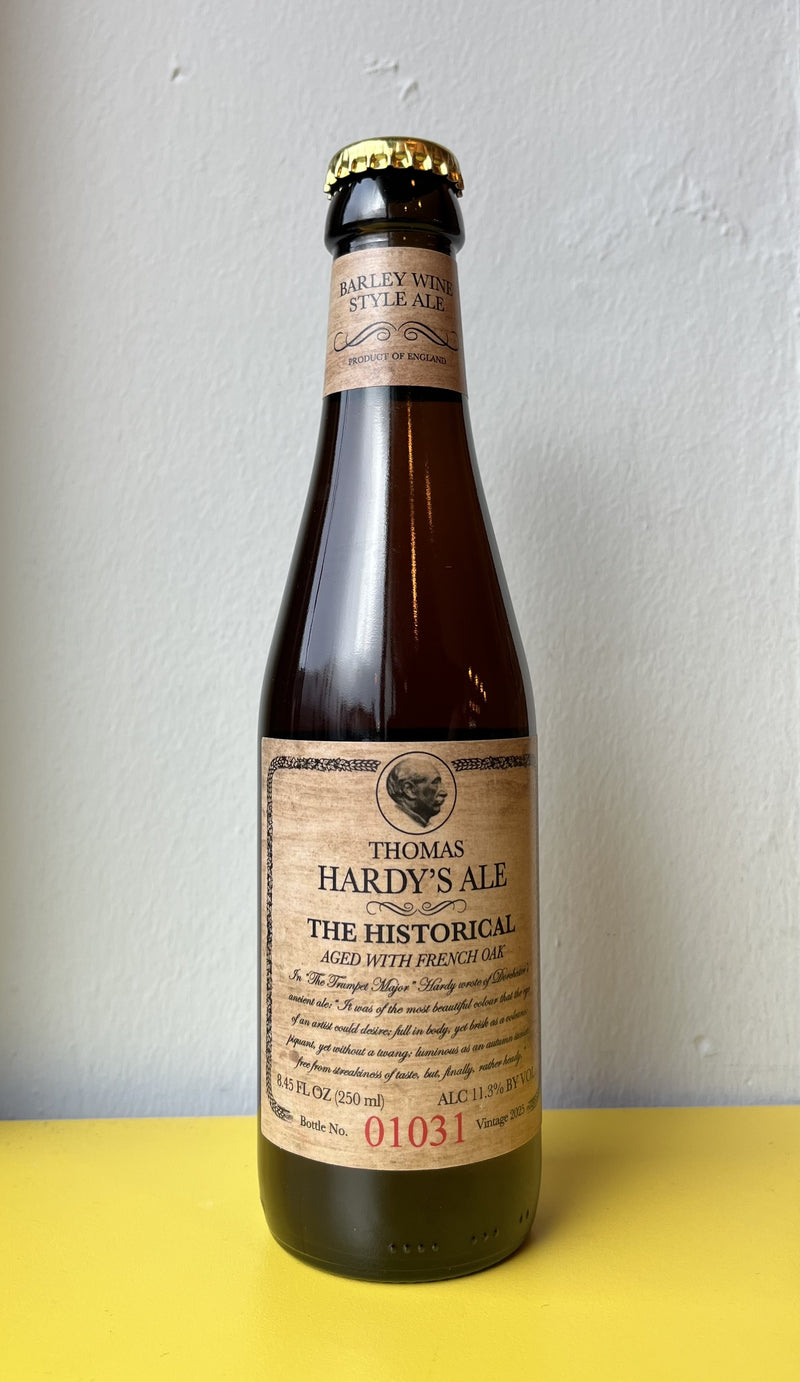 BARLEY WINE
STYLE ALE
PRODUCT OF ENGLAND
THOMAS
HARDY'S ALE
THE HISTORICAL
AGED WITH FRENCH OAK
In "The Trumpet Major" Hardy wrote of Dorchester's
ancient ale: "It was of the most beautiful colour that the eye
of an artist could desire; full in body, yet brisk as a
piquant, yet without a twang; luminous as an autumn
free from streakiness of taste, but, finally, rather heady."
8.45 FL OZ (250 ml)
ALC 11.3% BY VOL
Bottle No. 01031 Vintage 2023